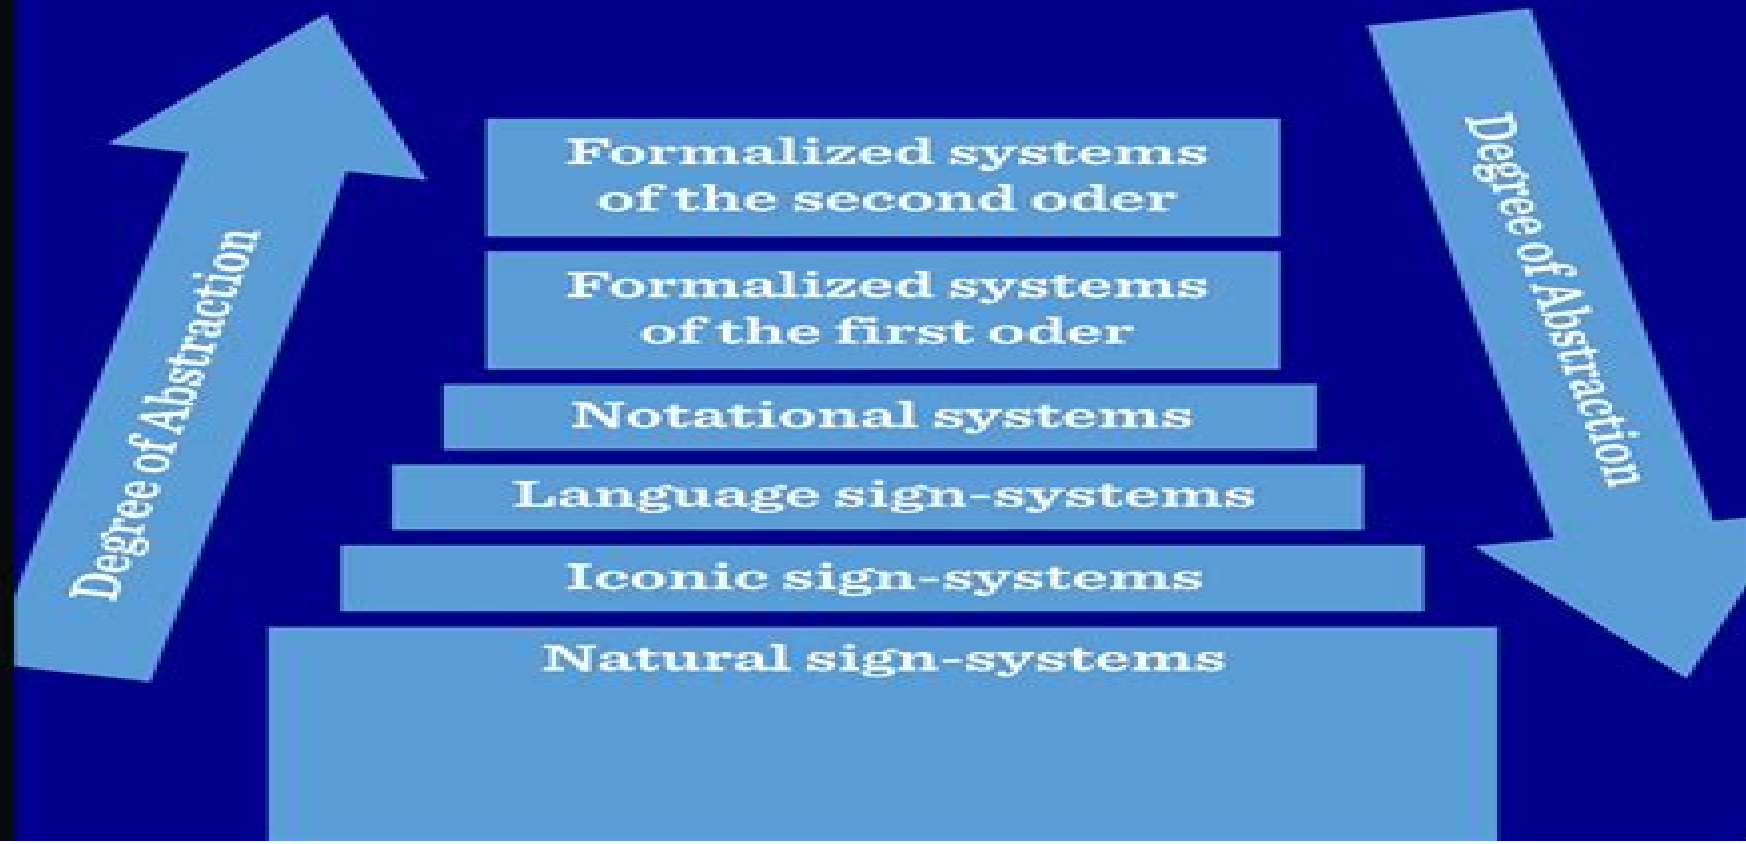 Degree of Abstraction
Formalized systems
of the second oder
Formalized systems
of the first oder
Notational systems
Language sign-systems
Iconic sign-systems
Natural sign-systems
Degree of Abstraction